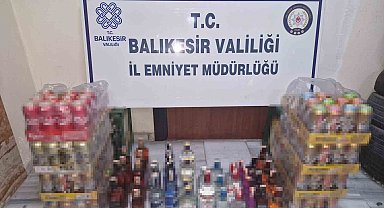 T.C.
BALIKESİR VALİLİĞİ
İL EMNİYET MÜDÜRLÜĞÜ
T.C.
BALIKESİR
VALİLİĞİ